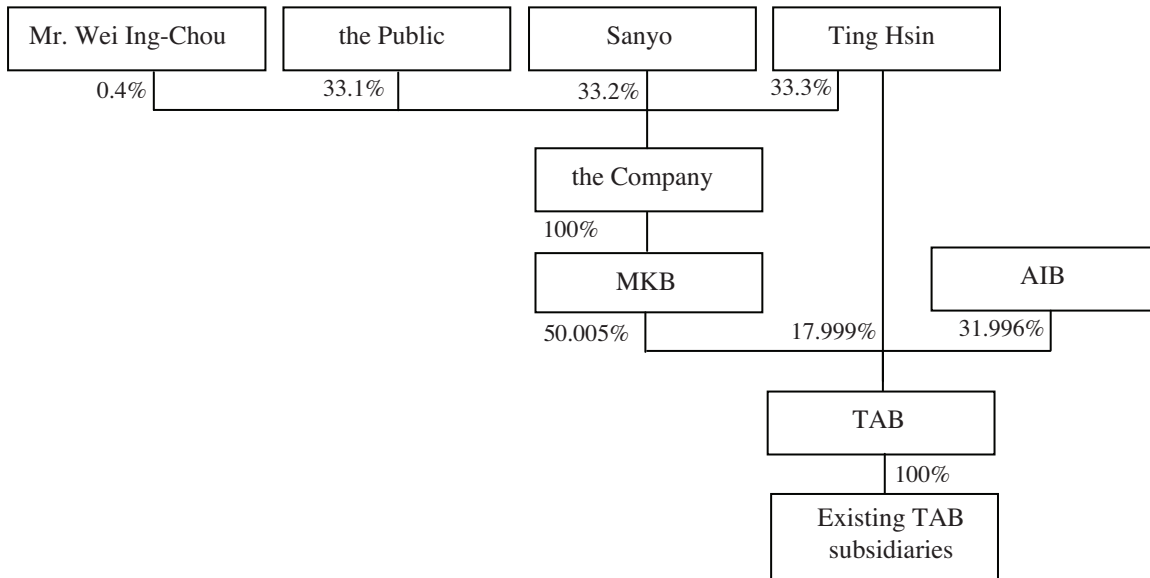 Mr. Wei Ing-Chou
the Public
Sanyo
Ting Hsin
0.4%
33.1%
33.2%
33.3%
the Company
100%
MKB
AIB
50.005%
17.999%
31.996%
TAB
100%
Existing TAB
subsidiaries